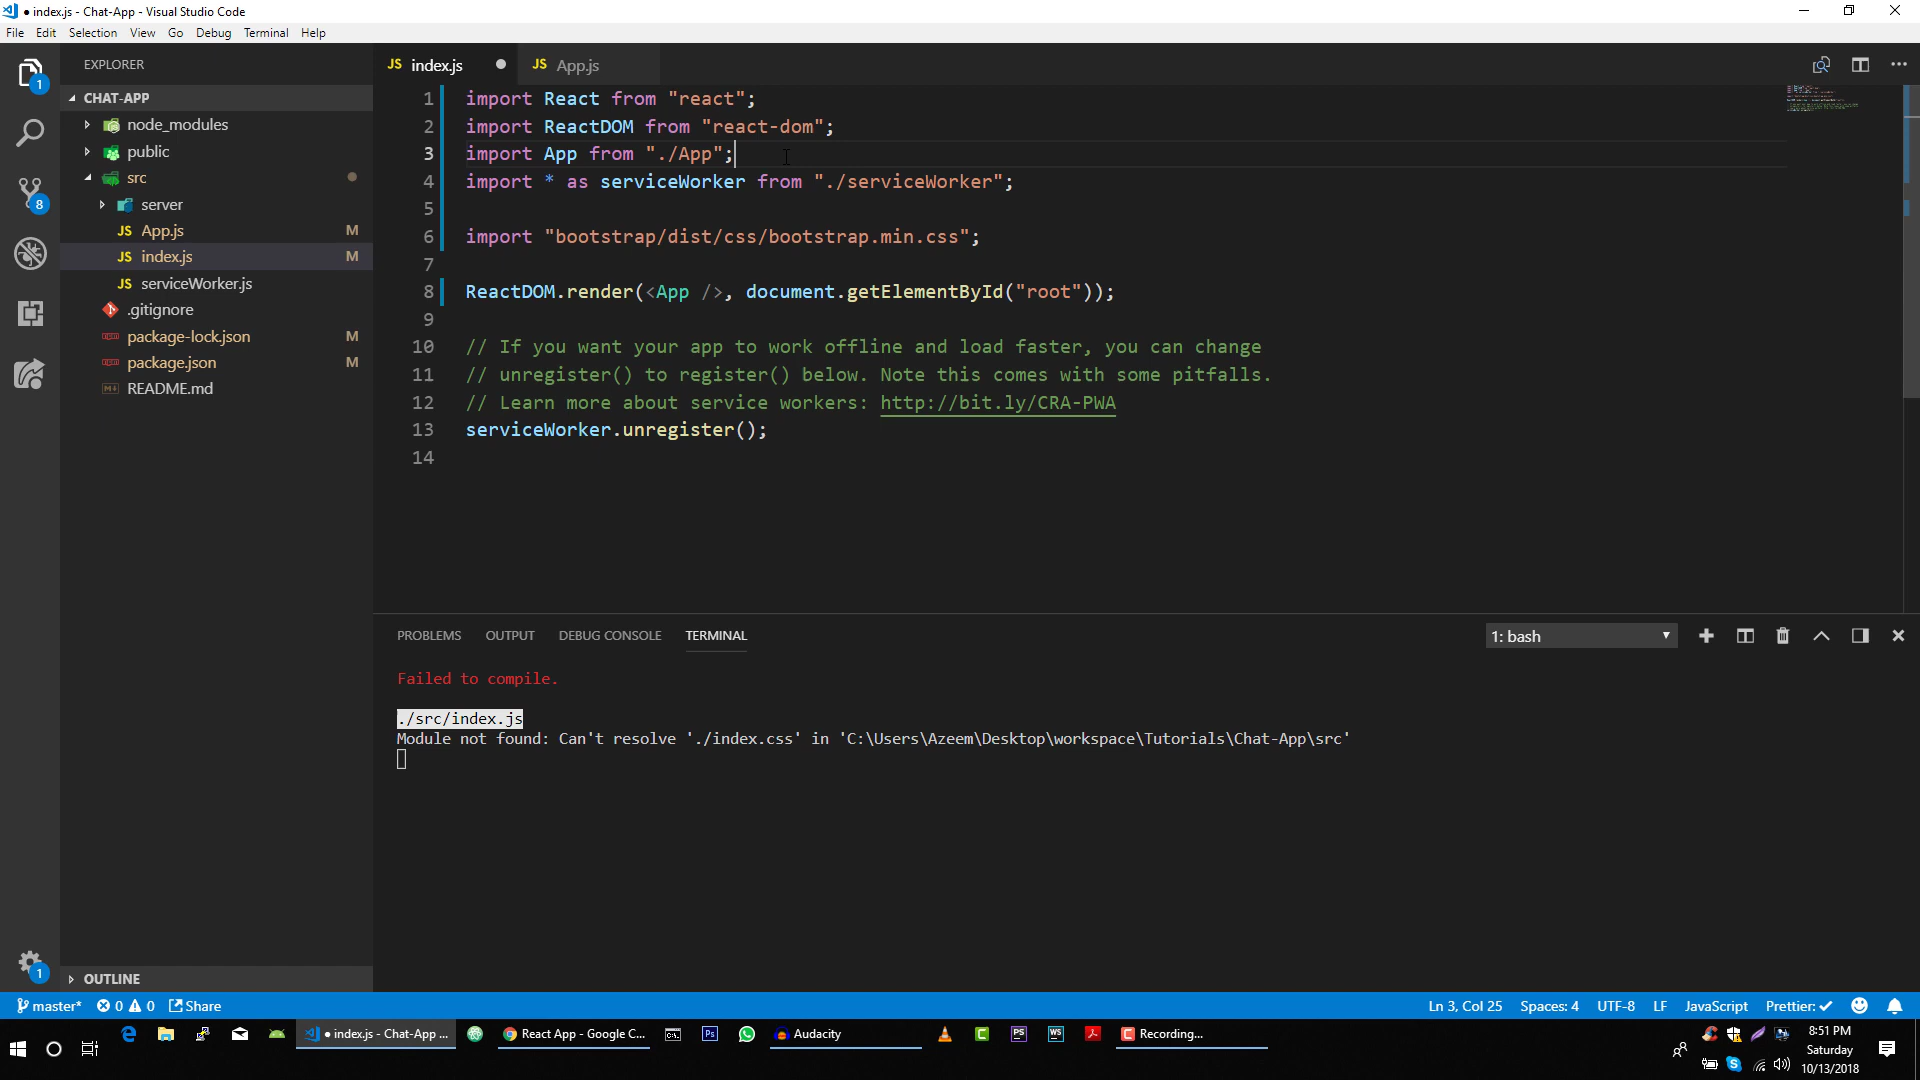 ● index.js - Chat-App - Visual Studio Code
File Edit Selection View Go Debug Terminal Help
EXPLORER
CHAT-APP
node_modules
public
src
server
JS App.js M
JS index.js M
JS serviceWorker.js
.gitignore
package-lock.json M
package.json M
README.md
OUTLINE
1
8
1
JS index.js ● JS App.js
1 import React from "react";
2 import ReactDOM from "react-dom";
3 import App from "./App";
4 import * as serviceWorker from "./serviceWorker";
5
6 import "bootstrap/dist/css/bootstrap.min.css";
7
8 ReactDOM.render(<App />, document.getElementById("root"));
9
10 // If you want your app to work offline and load faster, you can change
11 // unregister() to register() below. Note this comes with some pitfalls.
12 // Learn more about service workers: http://bit.ly/CRA-PWA
13 serviceWorker.unregister();
14
PROBLEMS OUTPUT DEBUG CONSOLE TERMINAL 1: bash
Failed to compile.
./src/index.js
Module not found: Can't resolve './index.css' in 'C:\Users\Azeem\Desktop\workspace\Tutorials\Chat-App\src'
master* 0 0 Share Ln 3, Col 25 Spaces: 4 UTF-8 LF JavaScript Prettier: ✓
● index.js - Chat-App ... React App - Google C... Ps Audacity PS WS Recording...
8:51 PM
Saturday
10/13/2018